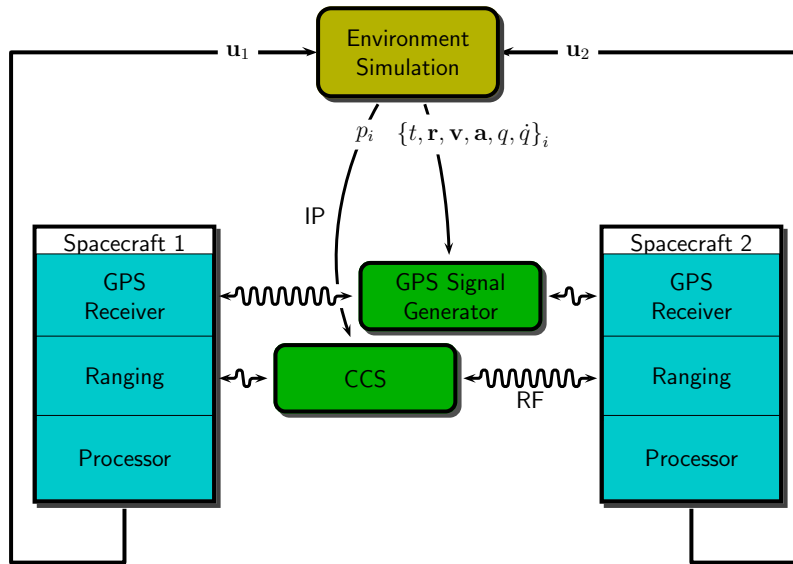 Environment
Simulation
𝐮₁
𝐮₂
pᵢ
{t, 𝐫, 𝐯, 𝐚, q, q̇}ᵢ
IP
Spacecraft 1
GPS
Receiver
Ranging
Processor
GPS Signal
Generator
CCS
RF
Spacecraft 2
GPS
Receiver
Ranging
Processor